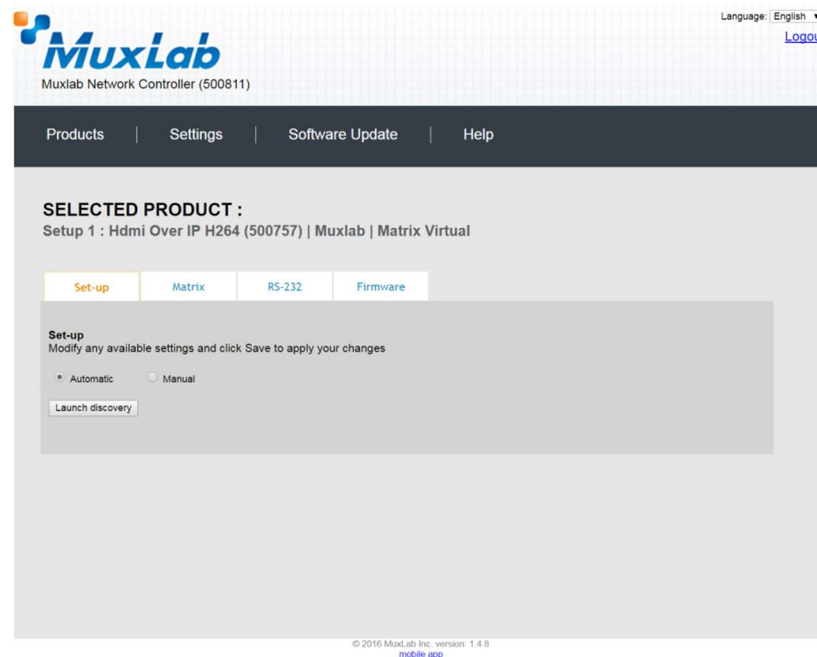 Language: English
Logou
MuxLab
Muxlab Network Controller (500811)
Products | Settings | Software Update | Help
SELECTED PRODUCT :
Setup 1 : Hdmi Over IP H264 (500757) | Muxlab | Matrix Virtual
Set-up Matrix RS-232 Firmware
Set-up
Modify any available settings and click Save to apply your changes
Automatic Manual
Launch discovery
© 2016 MuxLab Inc. version: 1.4.8
mobile app